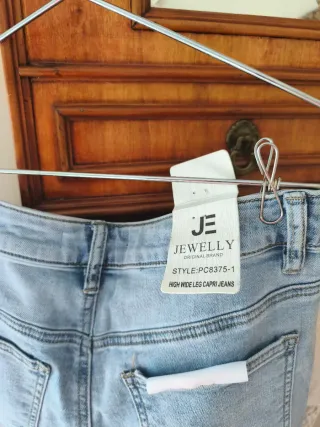 JE
JEWELLY
ORIGINAL BRAND
STYLE:PC8375-1
HIGH WIDE LEG CAPRI JEANS